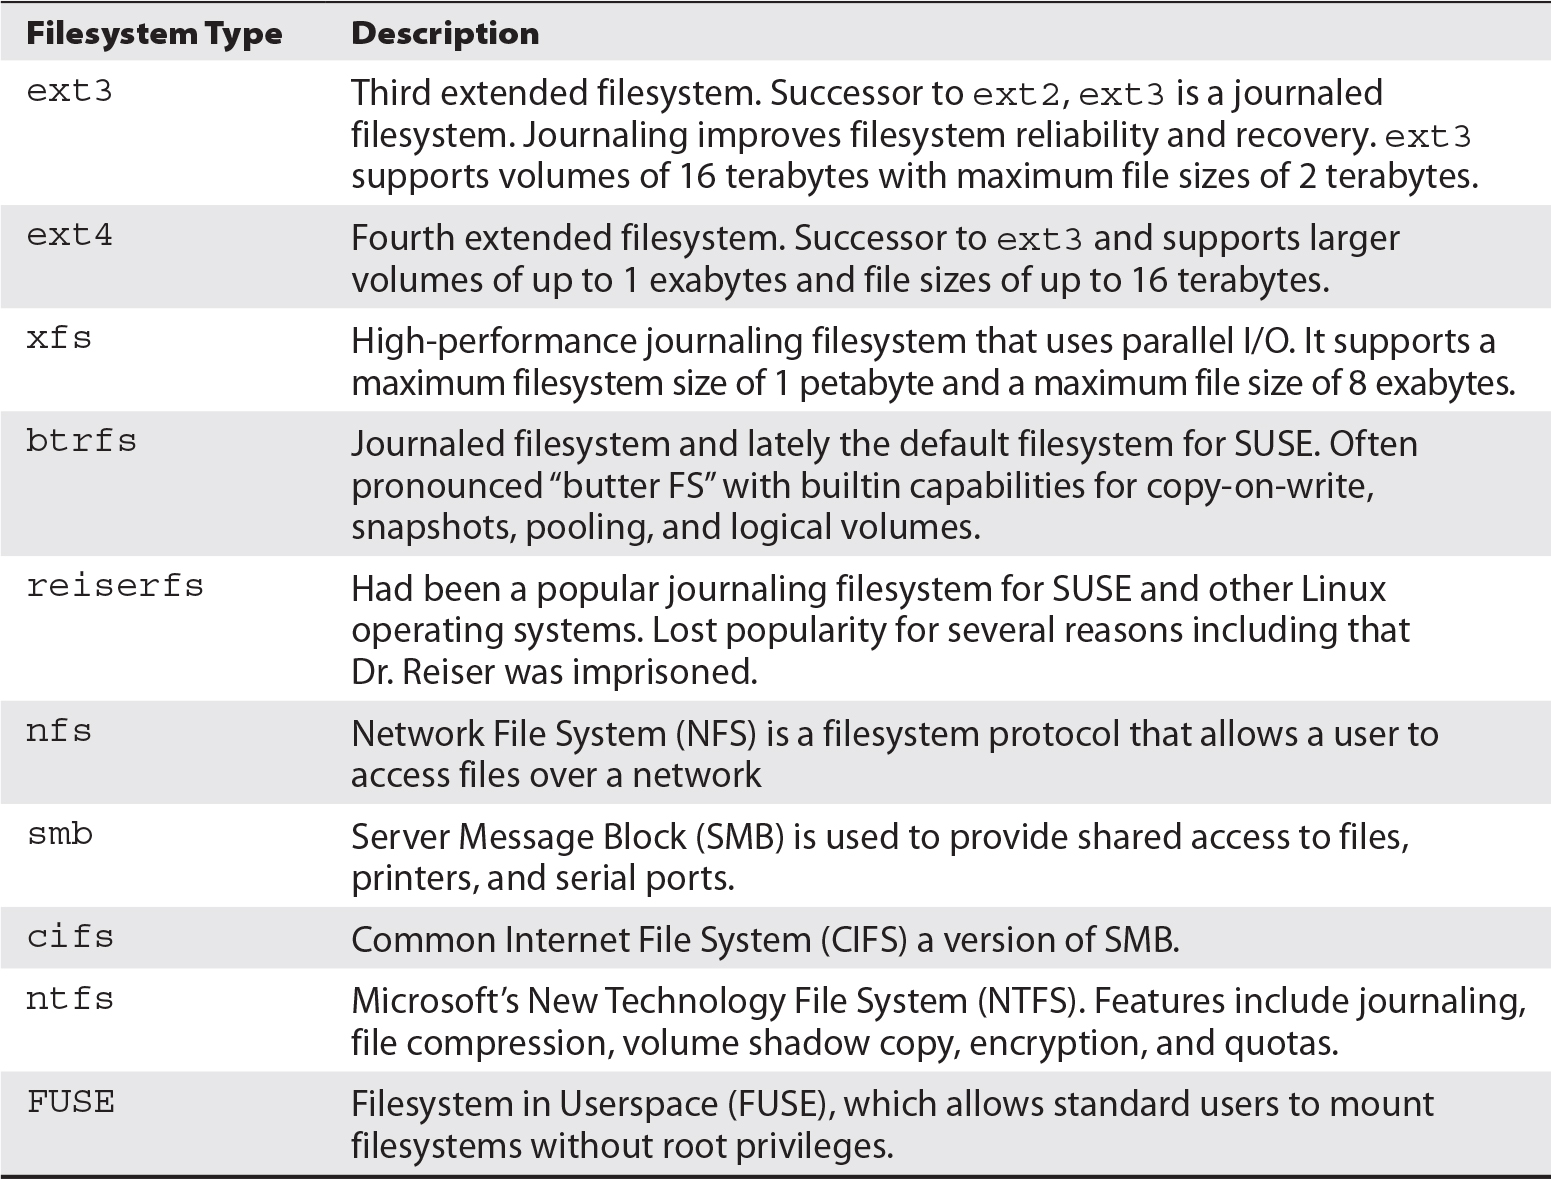 Filesystem Type Description
ext3 Third extended filesystem. Successor to ext2, ext3 is a journaled
filesystem. Journaling improves filesystem reliability and recovery. ext3
supports volumes of 16 terabytes with maximum file sizes of 2 terabytes.
ext4 Fourth extended filesystem. Successor to ext3 and supports larger
volumes of up to 1 exabytes and file sizes of up to 16 terabytes.
xfs High-performance journaling filesystem that uses parallel I/O. It supports a
maximum filesystem size of 1 petabyte and a maximum file size of 8 exabytes.
btrfs Journaled filesystem and lately the default filesystem for SUSE. Often
pronounced “butter FS” with builtin capabilities for copy-on-write,
snapshots, pooling, and logical volumes.
reiserfs Had been a popular journaling filesystem for SUSE and other Linux
operating systems. Lost popularity for several reasons including that
Dr. Reiser was imprisoned.
nfs Network File System (NFS) is a filesystem protocol that allows a user to
access files over a network
smb Server Message Block (SMB) is used to provide shared access to files,
printers, and serial ports.
cifs Common Internet File System (CIFS) a version of SMB.
ntfs Microsoft’s New Technology File System (NTFS). Features include journaling,
file compression, volume shadow copy, encryption, and quotas.
FUSE Filesystem in Userspace (FUSE), which allows standard users to mount
filesystems without root privileges.